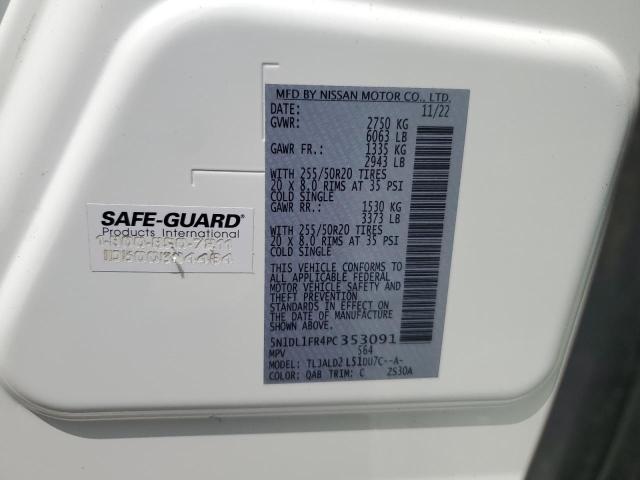 MFD BY NISSAN MOTOR CO., LTD.
DATE: 11/22
GVWR: 2750 KG
6063 LB
GAWR FR.: 1335 KG
2943 LB
WITH 255/50R20 TIRES
20 X 8.0 RIMS AT 35 PSI
COLD SINGLE
GAWR RR.: 1530 KG
3373 LB
WITH 255/50R20 TIRES
20 X 8.0 RIMS AT 35 PSI
COLD SINGLE
THIS VEHICLE CONFORMS TO
ALL APPLICABLE FEDERAL
MOTOR VEHICLE SAFETY AND
THEFT PREVENTION
STANDARDS IN EFFECT ON
THE DATE OF MANUFACTURE
SHOWN ABOVE.
5N1DL1FR4PC353091
MPV S64
MODEL: TLJALD2L51DU7C--A-
COLOR: QAB TRIM: C ZS30A
SAFE-GUARD®
Products International